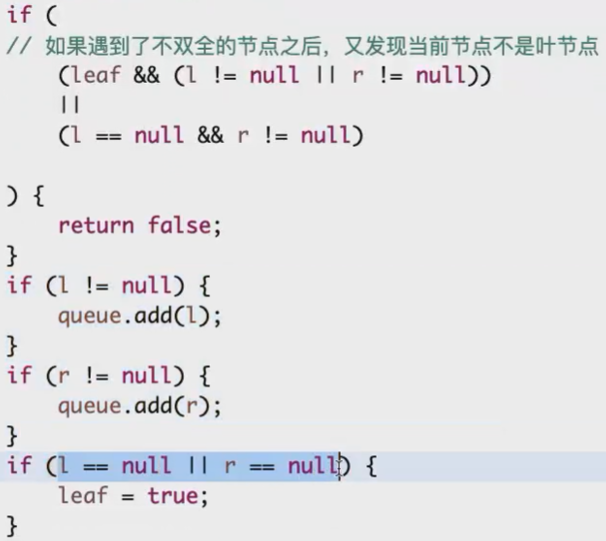 if (
// 如果遇到了不双全的节点之后，又发现当前节点不是叶节点
(leaf && (l != null || r != null))
||
(l == null && r != null)
) {
return false;
}
if (l != null) {
queue.add(l);
}
if (r != null) {
queue.add(r);
}
if (l == null || r == null) {
leaf = true;
}